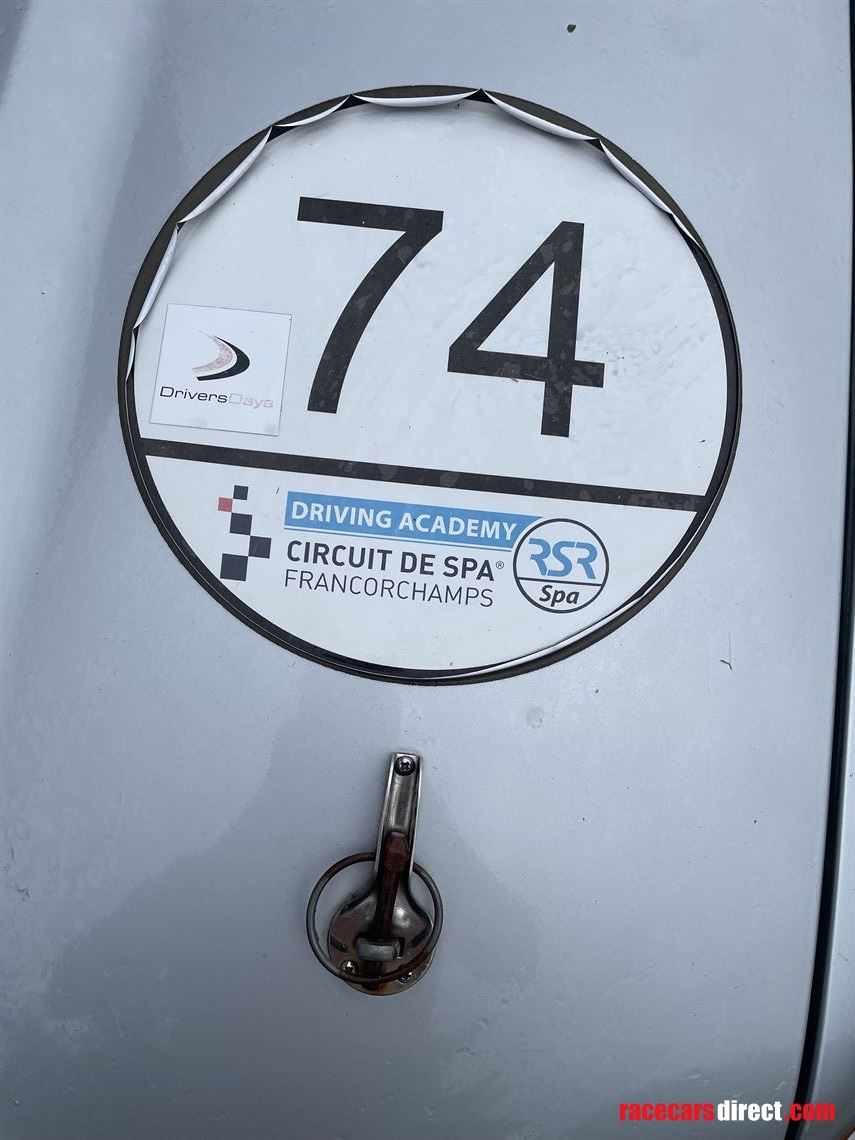 74
DriversDays
DRIVING ACADEMY
CIRCUIT DE SPA®
FRANCORCHAMPS
RSR
Spa
racecarsdirect.com